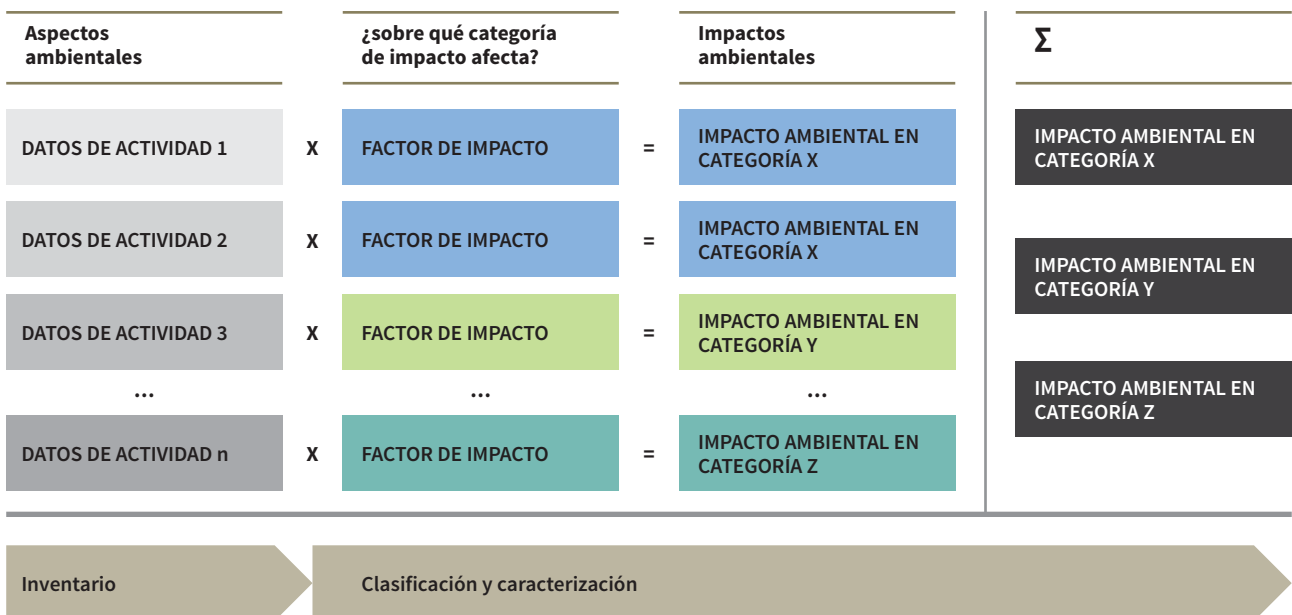 Aspectos
ambientales
¿sobre qué categoría
de impacto afecta?
Impactos
ambientales
Σ
DATOS DE ACTIVIDAD 1
X
FACTOR DE IMPACTO
=
IMPACTO AMBIENTAL EN
CATEGORÍA X
IMPACTO AMBIENTAL EN
CATEGORÍA X
DATOS DE ACTIVIDAD 2
X
FACTOR DE IMPACTO
=
IMPACTO AMBIENTAL EN
CATEGORÍA X
IMPACTO AMBIENTAL EN
CATEGORÍA Y
DATOS DE ACTIVIDAD 3
X
FACTOR DE IMPACTO
=
IMPACTO AMBIENTAL EN
CATEGORÍA Y
...
...
...
IMPACTO AMBIENTAL EN
CATEGORÍA Z
DATOS DE ACTIVIDAD n
X
FACTOR DE IMPACTO
=
IMPACTO AMBIENTAL EN
CATEGORÍA Z
Inventario
Clasificación y caracterización